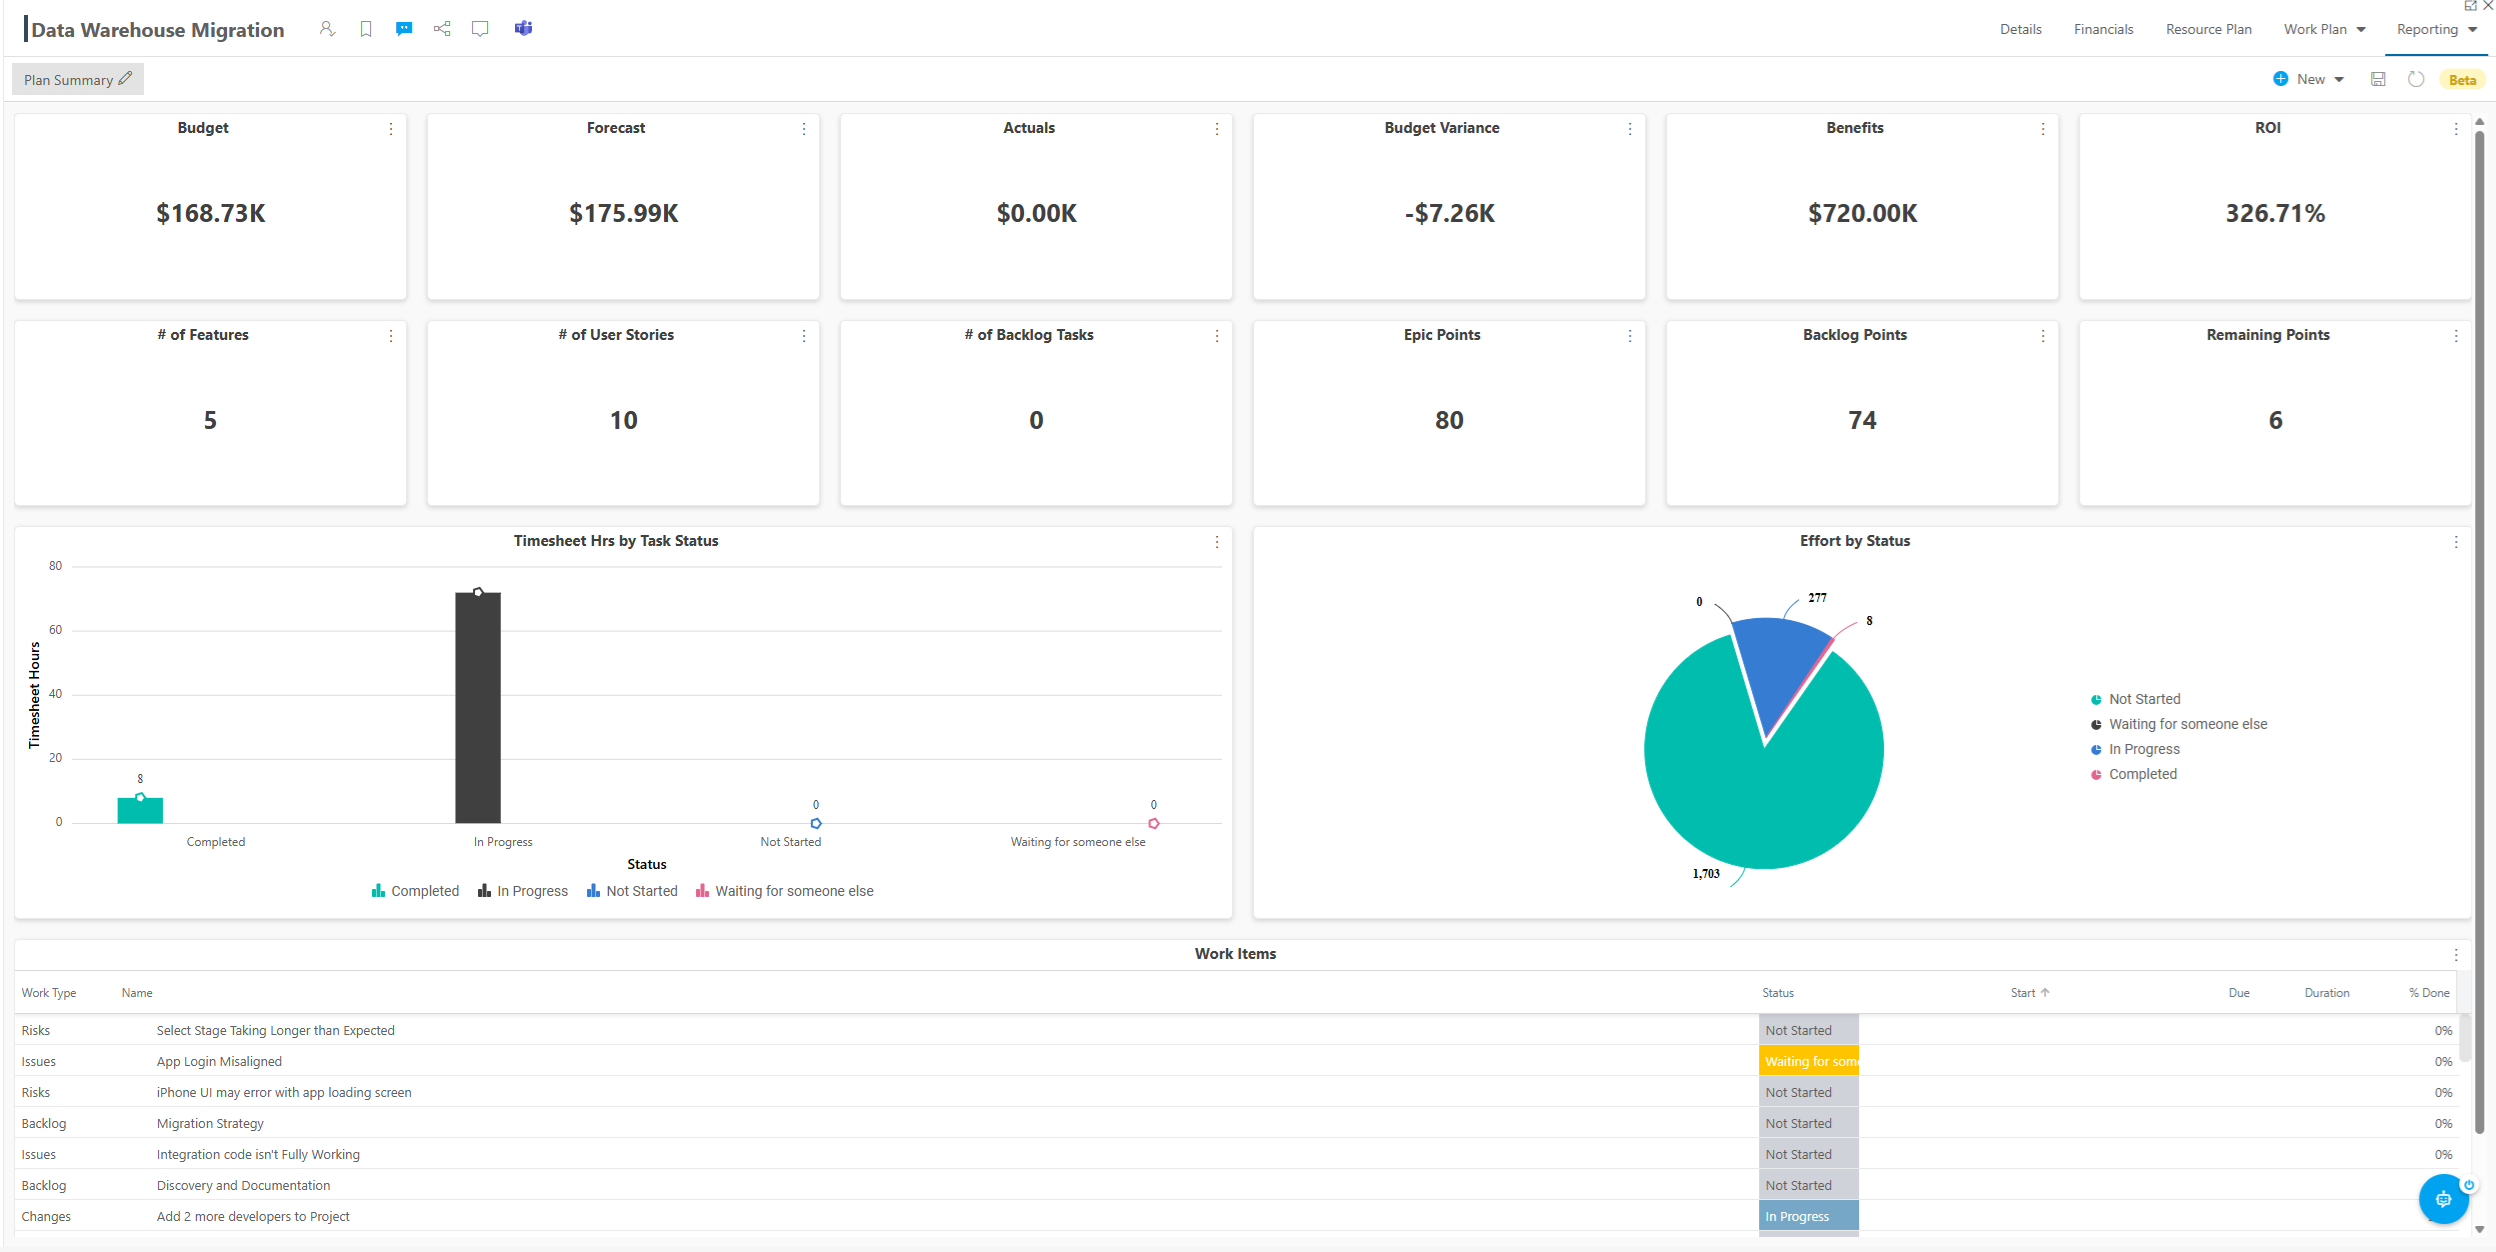 Data Warehouse Migration
Details Financials Resource Plan Work Plan Reporting
Plan Summary
New Beta
Budget Forecast Actuals Budget Variance Benefits ROI
$168.73K $175.99K $0.00K -$7.26K $720.00K 326.71%
# of Features # of User Stories # of Backlog Tasks Epic Points Backlog Points Remaining Points
5 10 0 80 74 6
Timesheet Hrs by Task Status
80
60
40
20
0
Timesheet Hours
8
0
0
Completed In Progress Not Started Waiting for someone else
Status
Completed In Progress Not Started Waiting for someone else
Effort by Status
0
277
8
1,703
Not Started
Waiting for someone else
In Progress
Completed
Work Items
Work Type Name Status Start Due Duration % Done
Risks Select Stage Taking Longer than Expected Not Started 0%
Issues App Login Misaligned Waiting for some 0%
Risks iPhone UI may error with app loading screen Not Started 0%
Backlog Migration Strategy Not Started 0%
Issues Integration code isn't Fully Working Not Started 0%
Backlog Discovery and Documentation Not Started
Changes Add 2 more developers to Project In Progress